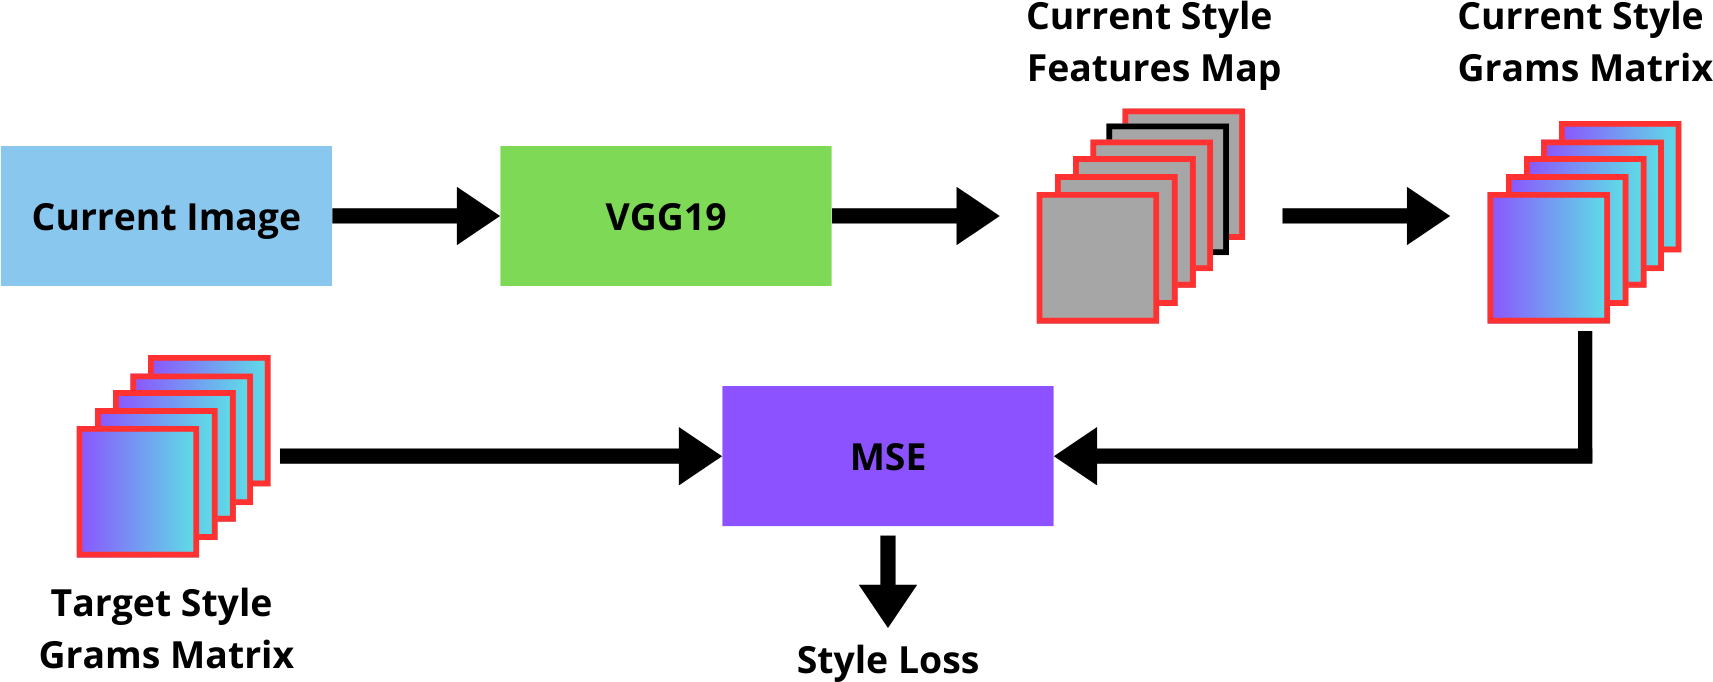 Current Style
Features Map
Current Style
Grams Matrix
Current Image
VGG19
MSE
Target Style
Grams Matrix
Style Loss